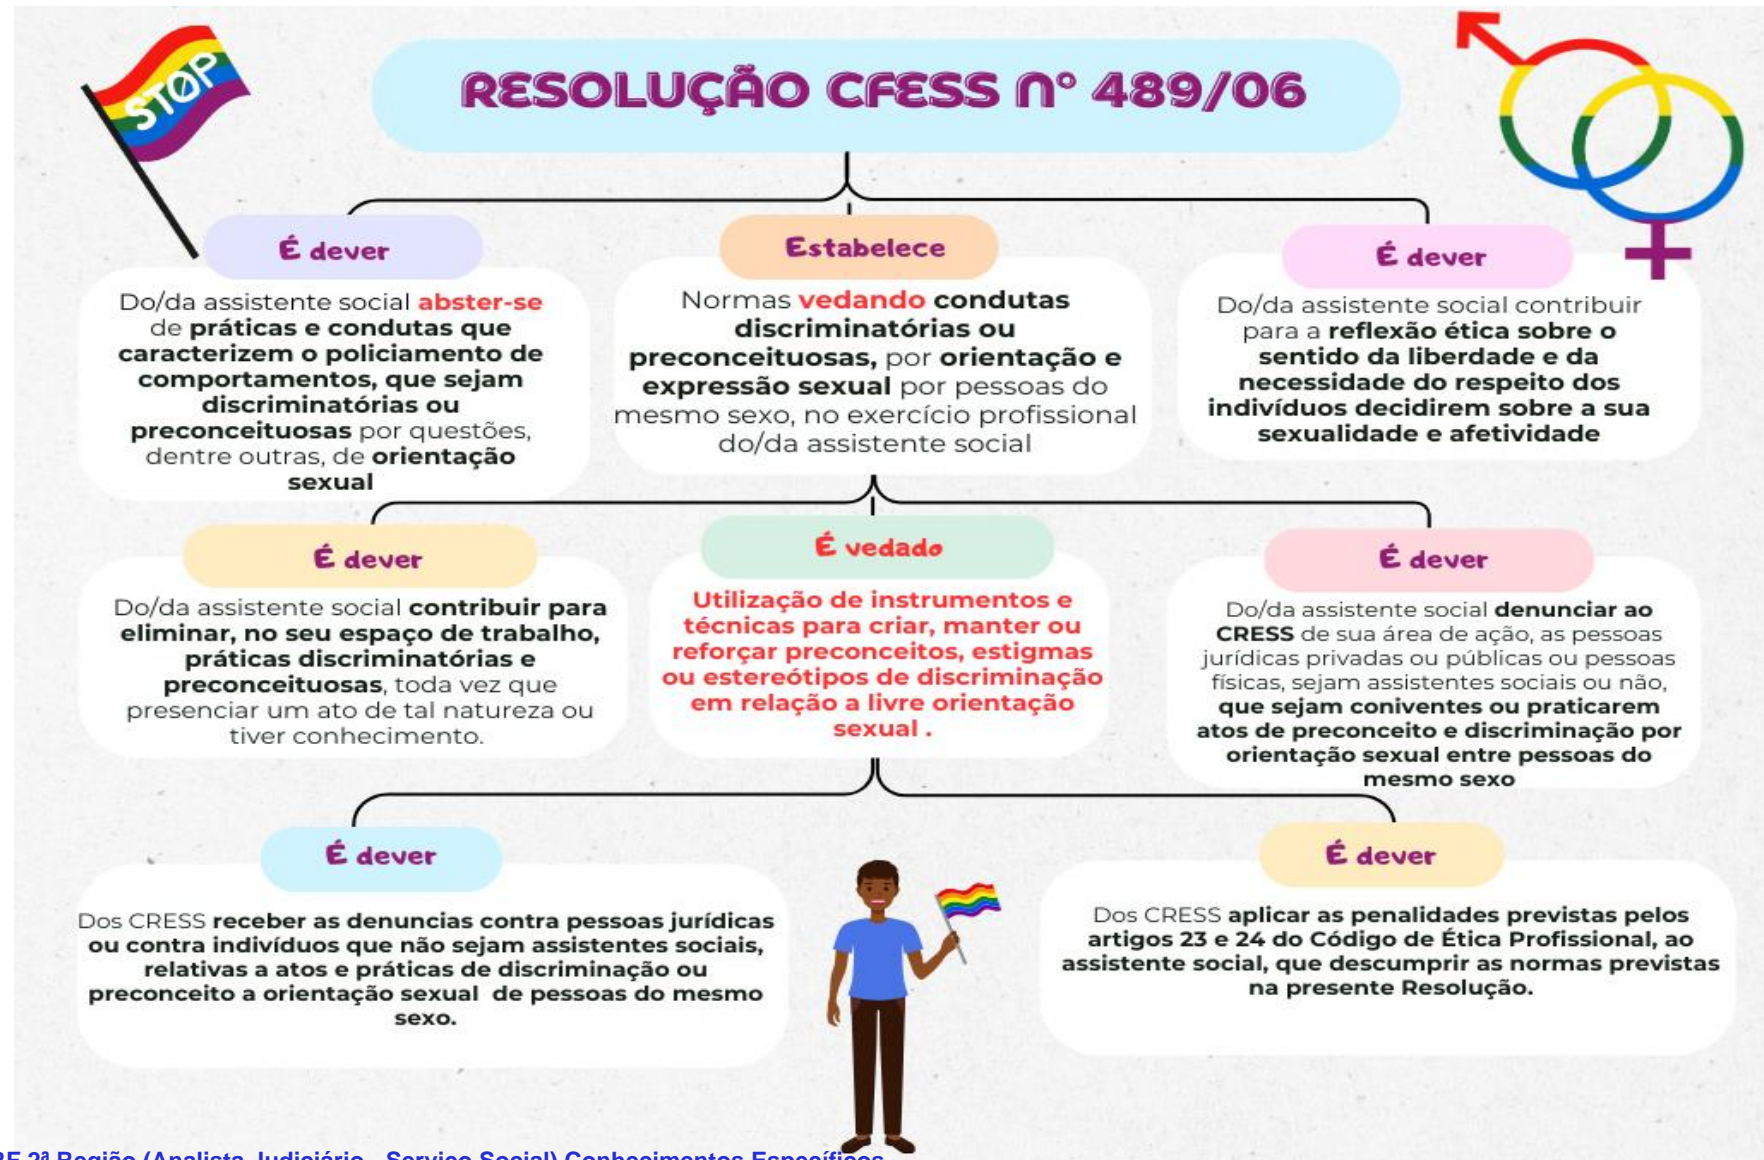 STOP
RESOLUÇÃO CFESS Nº 489/06
É dever
Do/da assistente social abster-se
de práticas e condutas que
caracterizem o policiamento de
comportamentos, que sejam
discriminatórias ou
preconceituosas por questões,
dentre outras, de orientação
sexual
Estabelece
Normas vedando condutas
discriminatórias ou
preconceituosas, por orientação e
expressão sexual por pessoas do
mesmo sexo, no exercício profissional
do/da assistente social
É dever
Do/da assistente social contribuir
para a reflexão ética sobre o
sentido da liberdade e da
necessidade do respeito dos
indivíduos decidirem sobre a sua
sexualidade e afetividade
É dever
Do/da assistente social contribuir para
eliminar, no seu espaço de trabalho,
práticas discriminatórias e
preconceituosas, toda vez que
presenciar um ato de tal natureza ou
tiver conhecimento.
É vedado
Utilização de instrumentos e
técnicas para criar, manter ou
reforçar preconceitos, estigmas
ou estereótipos de discriminação
em relação a livre orientação
sexual .
É dever
Do/da assistente social denunciar ao
CRESS de sua área de ação, as pessoas
jurídicas privadas ou públicas ou pessoas
físicas, sejam assistentes sociais ou não,
que sejam coniventes ou praticarem
atos de preconceito e discriminação por
orientação sexual entre pessoas do
mesmo sexo
É dever
Dos CRESS receber as denuncias contra pessoas jurídicas
ou contra indivíduos que não sejam assistentes sociais,
relativas a atos e práticas de discriminação ou
preconceito a orientação sexual de pessoas do mesmo
sexo.
É dever
Dos CRESS aplicar as penalidades previstas pelos
artigos 23 e 24 do Código de Ética Profissional, ao
assistente social, que descumprir as normas previstas
na presente Resolução.
2ª Região (Analista Judiciário - Serviço Social) Conhecimentos Específicos